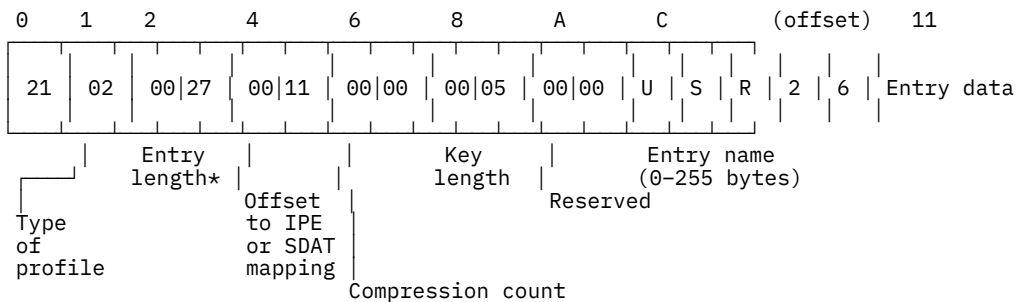 0 1 2 4 6 8 A C (offset) 11
21 02 00|27 00|11 00|00 00|05 00|00 U S R 2 6 Entry data
Entry Key Entry name
length* length (0–255 bytes)
Offset Reserved
Type to IPE
of or SDAT
profile mapping
Compression count